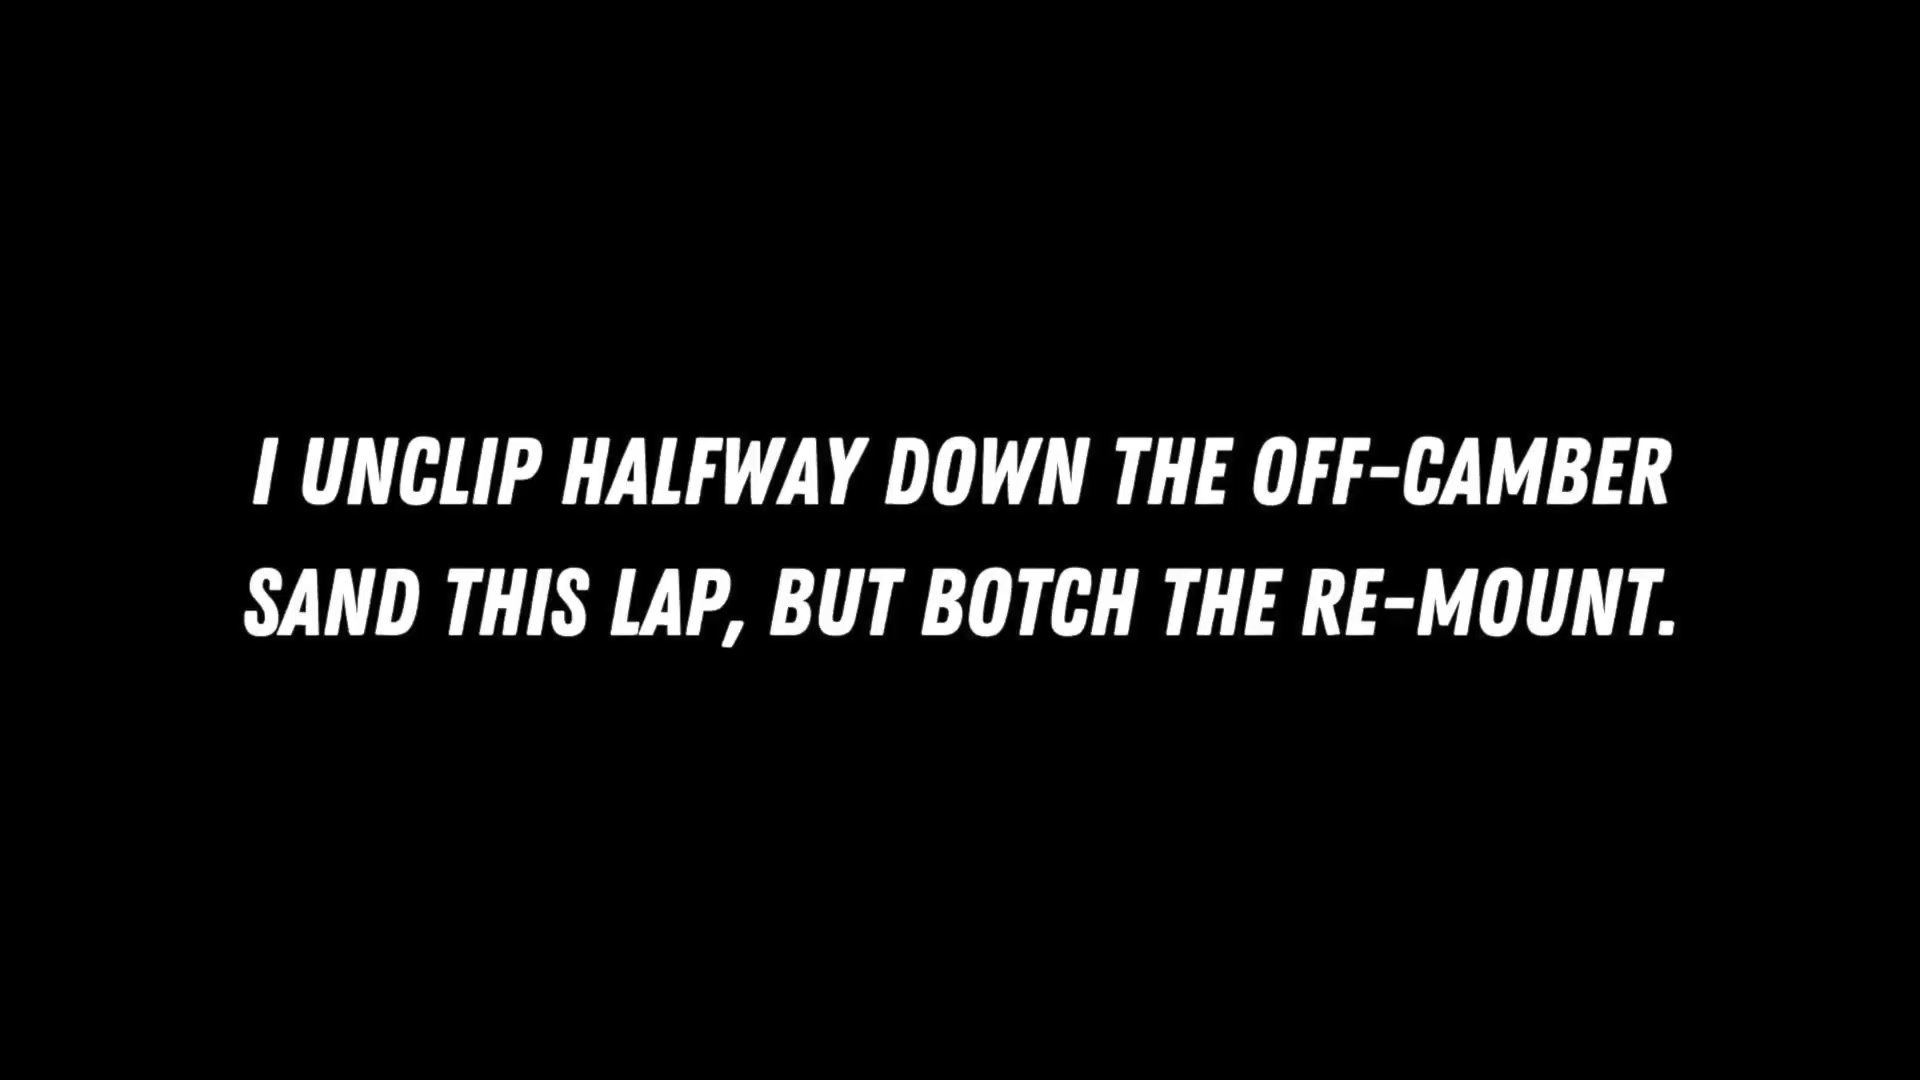 I UNCLIP HALFWAY DOWN THE OFF-CAMBER
SAND THIS LAP, BUT BOTCH THE RE-MOUNT.